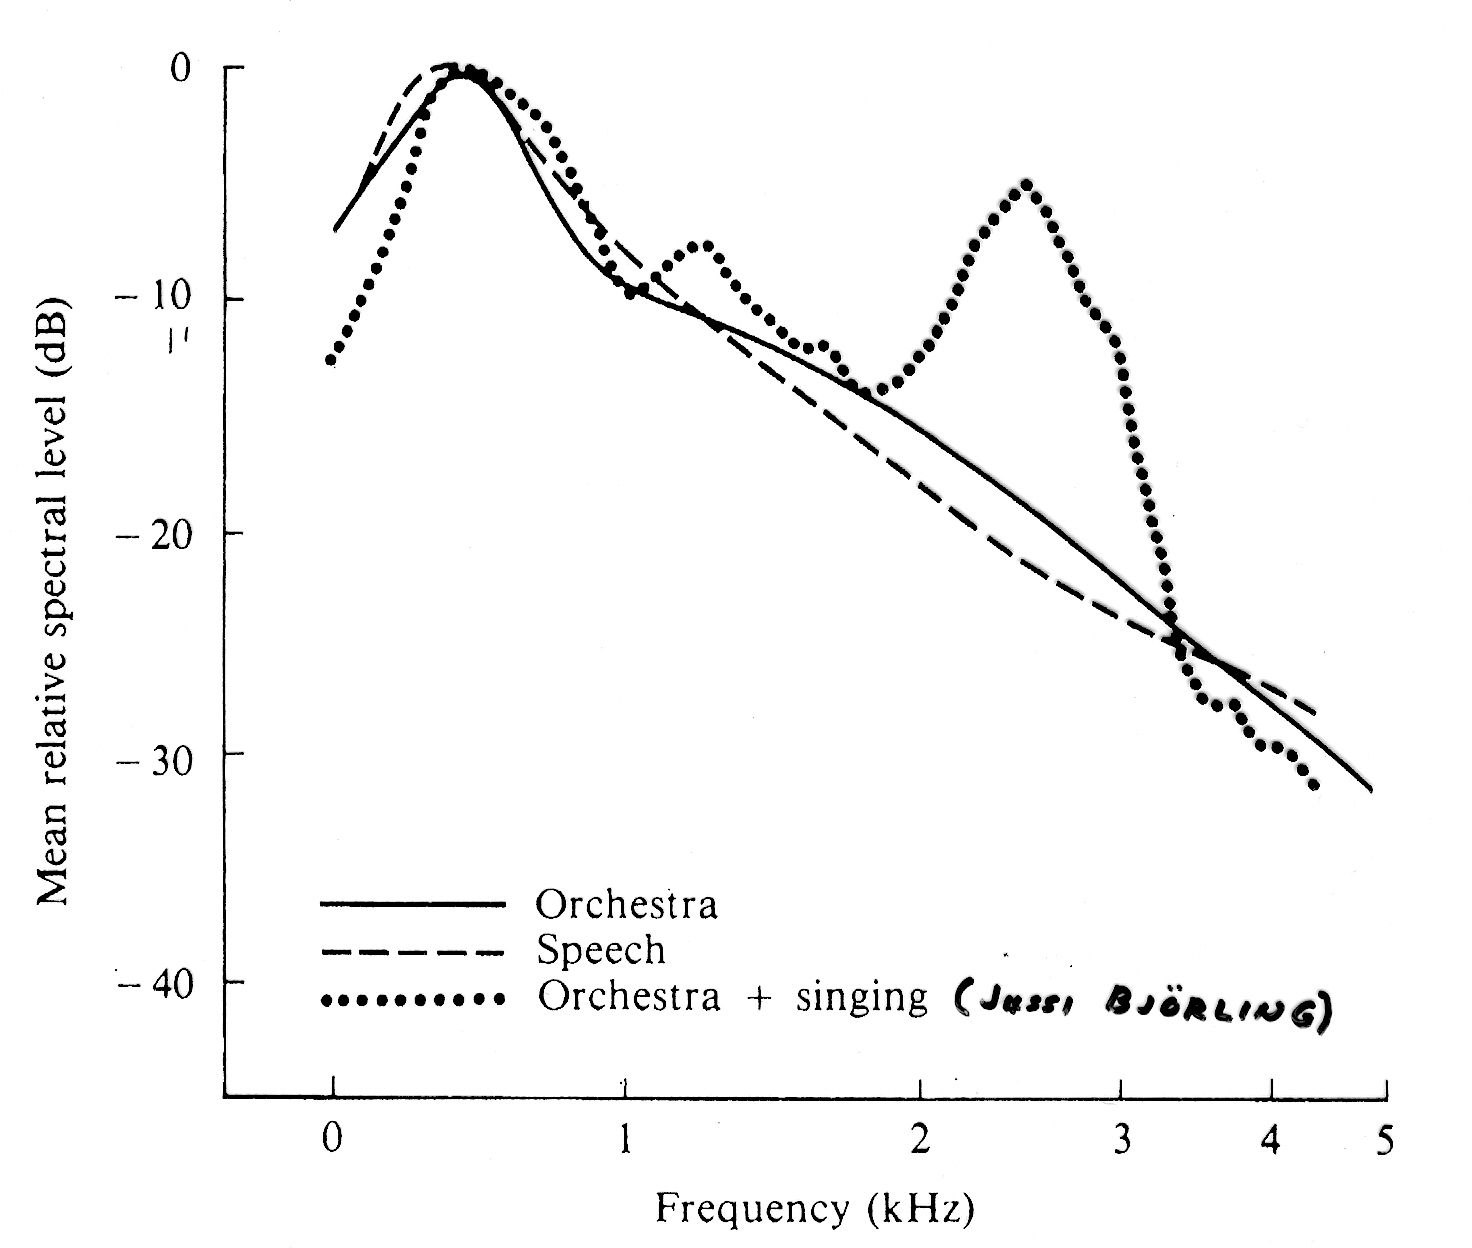 Mean relative spectral level (dB)
0
– 10
– 20
– 30
– 40
Orchestra
Speech
Orchestra + singing (Jussi BJÖRLING)
0 1 2 3 4 5
Frequency (kHz)